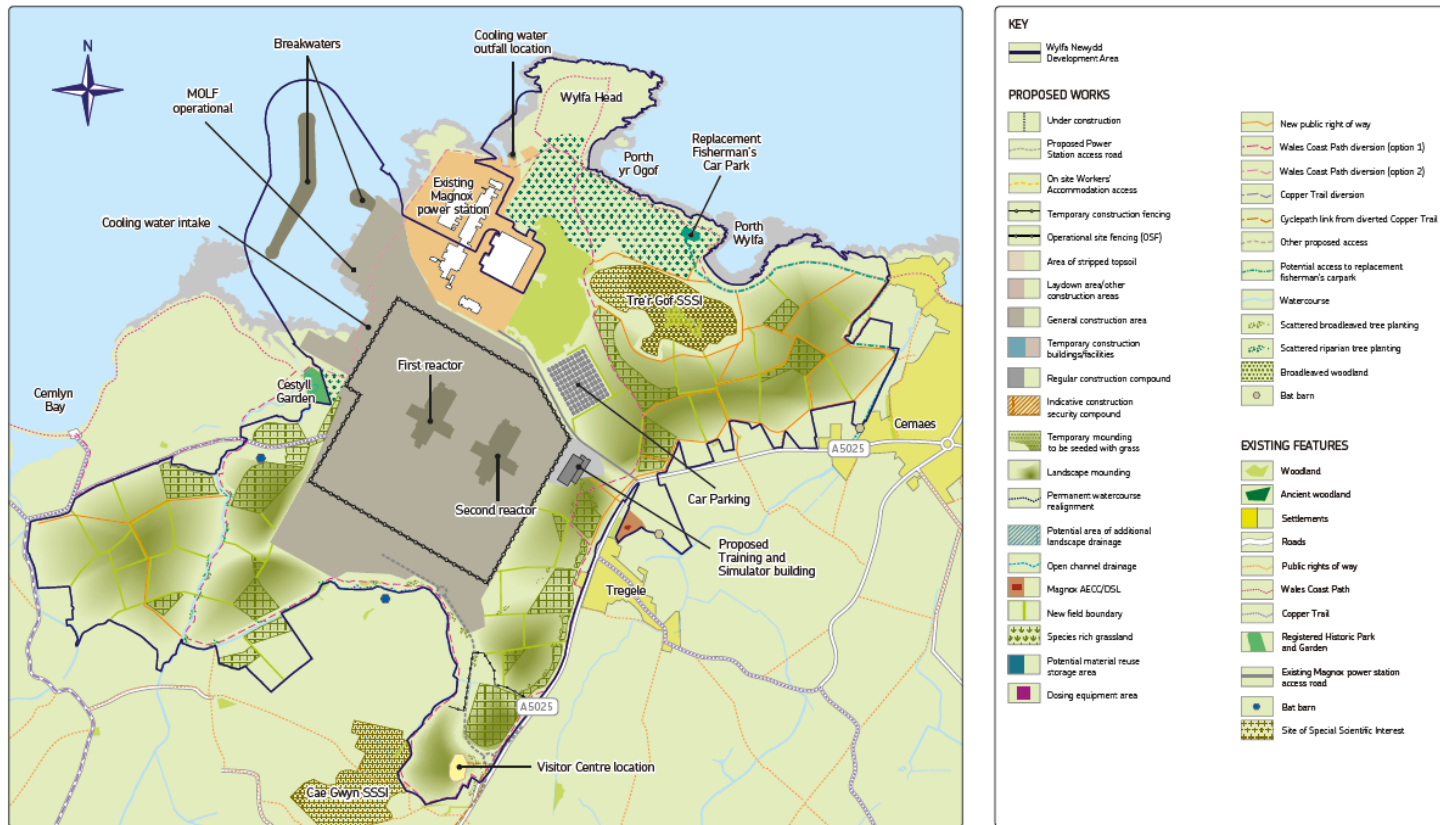 N
Breakwaters
Cooling water
outfall location
MOLF
operational
Wylfa Head
Replacement
Fisherman's
Car Park
Porth
yr Ogof
Existing
Magnox
power station
Cooling water intake
Porth
Wylfa
Tre'r Gof SSSI
First reactor
Cestyll
Garden
Cemlyn
Bay
Cemaes
A5025
Car Parking
Second reactor
Proposed
Training and
Simulator building
Tregele
A5025
Visitor Centre location
Cae Gwyn SSSI
KEY
Wylfa Newydd
Development Area
PROPOSED WORKS
Under construction
Proposed Power
Station access road
On site Workers'
Accommodation access
Temporary construction fencing
Operational site fencing (OSF)
Area of stripped topsoil
Laydown area/other
construction areas
General construction area
Temporary construction
buildings/facilities
Regular construction compound
Indicative construction
security compound
Temporary mounding
to be seeded with grass
Landscape mounding
Permanent watercourse
realignment
Potential area of additional
landscape drainage
Open channel drainage
Magnox AECC/DSL
New field boundary
Species rich grassland
Potential material reuse
storage area
Dosing equipment area
New public right of way
Wales Coast Path diversion (option 1)
Wales Coast Path diversion (option 2)
Copper Trail diversion
Cyclepath link from diverted Copper Trail
Other proposed access
Potential access to replacement
fisherman's carpark
Watercourse
Scattered broadleaved tree planting
Scattered riparian tree planting
Broadleaved woodland
Bat barn
EXISTING FEATURES
Woodland
Ancient woodland
Settlements
Roads
Public rights of way
Wales Coast Path
Copper Trail
Registered Historic Park
and Garden
Existing Magnox power station
access road
Bat barn
Site of Special Scientific Interest